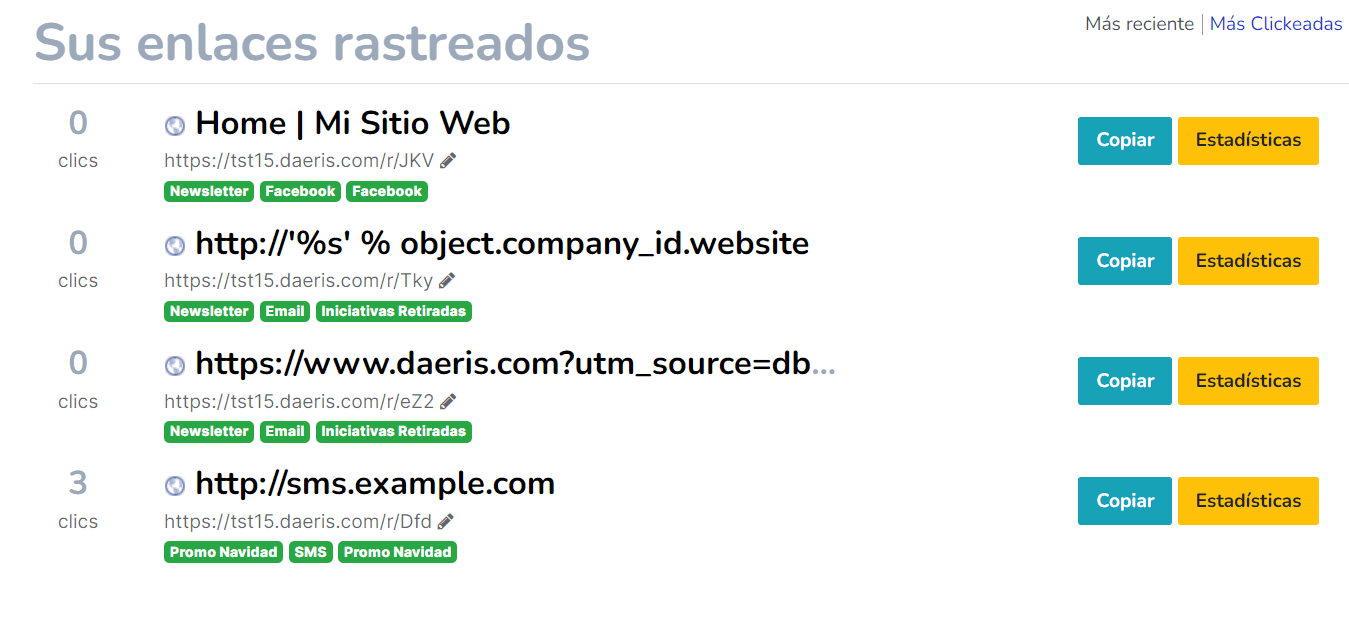 Sus enlaces rastreados
Más reciente | Más Clickeadas
0
clics
Home | Mi Sitio Web
https://tst15.daeris.com/r/JKV
Newsletter Facebook Facebook
Copiar Estadísticas
0
clics
http://'%s' % object.company_id.website
https://tst15.daeris.com/r/Tky
Newsletter Email Iniciativas Retiradas
Copiar Estadísticas
0
clics
https://www.daeris.com?utm_source=db...
https://tst15.daeris.com/r/eZ2
Newsletter Email Iniciativas Retiradas
Copiar Estadísticas
3
clics
http://sms.example.com
https://tst15.daeris.com/r/Dfd
Promo Navidad SMS Promo Navidad
Copiar Estadísticas